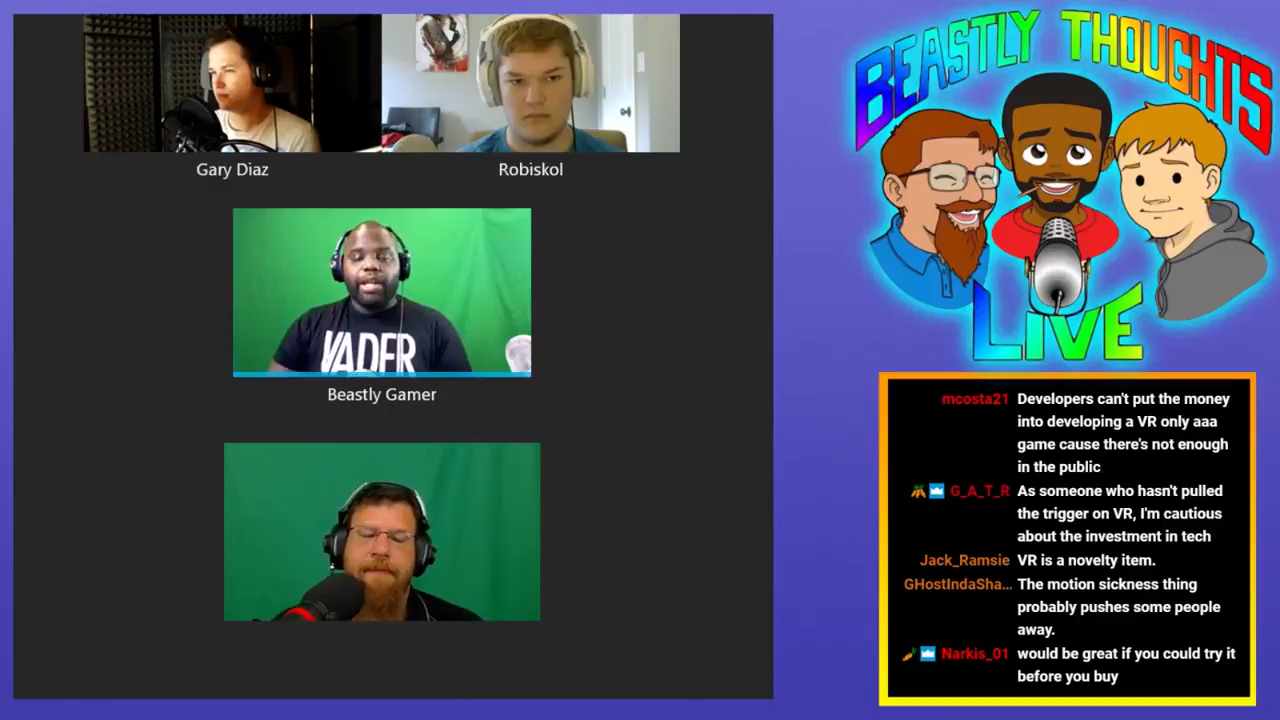 BEASTLY THOUGHTS
LIVE
Gary Diaz
Robiskol
VADER
Beastly Gamer
mcosta21 Developers can't put the money
into developing a VR only aaa
game cause there's not enough
in the public
G_A_T_R As someone who hasn't pulled
the trigger on VR, I'm cautious
about the investment in tech
Jack_Ramsie VR is a novelty item.
GHostIndaSha... The motion sickness thing
probably pushes some people
away.
Narkis_01 would be great if you could try it
before you buy